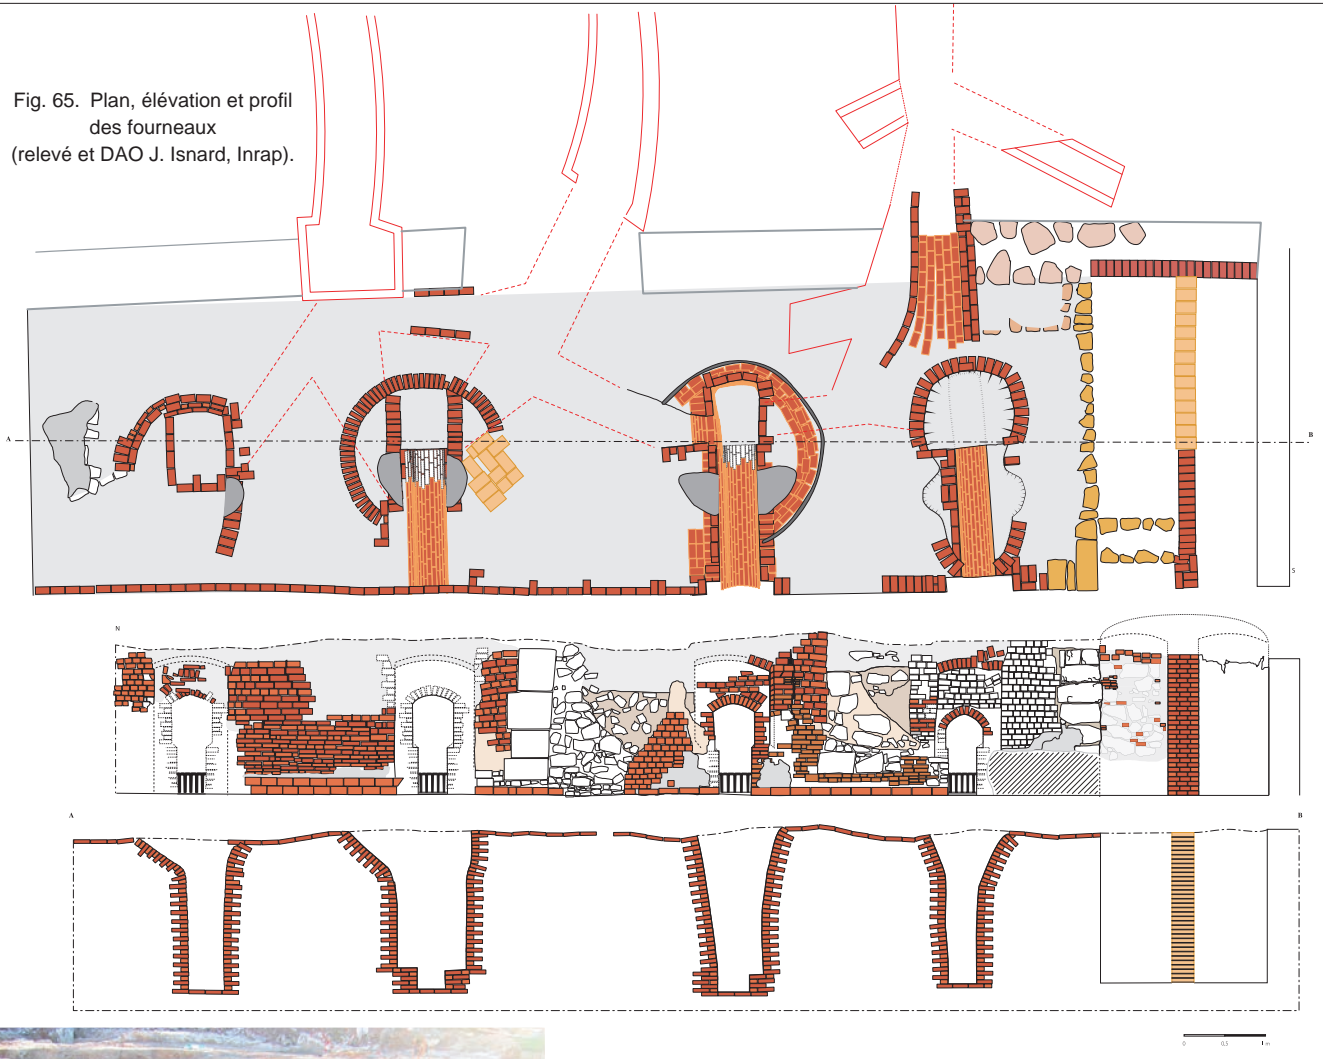 Fig. 65. Plan, élévation et profil
des fourneaux
(relevé et DAO J. Isnard, Inrap).
A
B
S
N
A
B
0 0,5 1 m